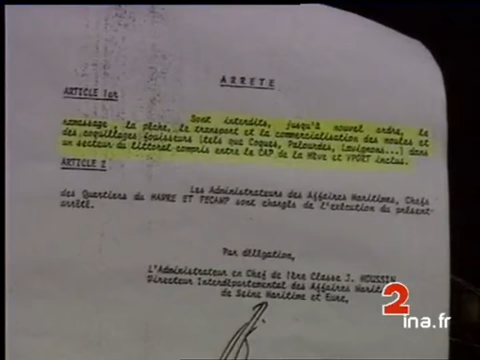 ARRETE
ARTICLE 1er
Sont interdits, jusqu'à nouvel ordre, le
ramassage, la pêche, le transport et la commercialisation des moules et
des coquillages fouisseurs (tels que Coques, Palourdes, Lavignons...) dans
un secteur du littoral compris entre le CAP de la Hève et YPORT inclus.
ARTICLE 2
Les Administrateurs des Affaires Maritimes, Chefs
des Quartiers du HAVRE ET FECAMP sont chargés de l'exécution du présent
arrêté.
Par délégation,
L'Administrateur en Chef de 1ère Classe J. HOUSSIN
Directeur Interdépartemental des Affaires Marit
de Seine Maritime et Eure,
2
ina.fr